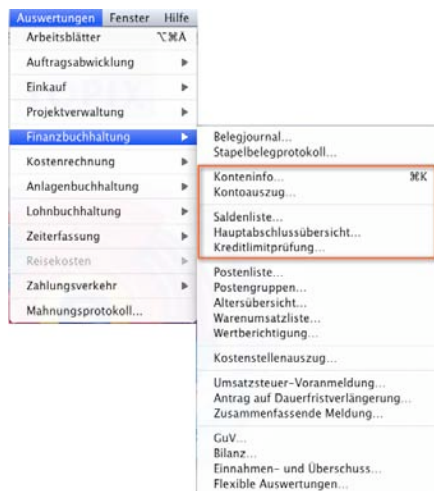 Auswertungen Fenster Hilfe
Arbeitsblätter ⌥⌘A
Auftragsabwicklung
Einkauf
Projektverwaltung
Finanzbuchhaltung
Kostenrechnung
Anlagenbuchhaltung
Lohnbuchhaltung
Zeiterfassung
Reisekosten
Zahlungsverkehr
Mahnungsprotokoll...
Belegjournal...
Stapelbelegprotokoll...
Konteninfo... ⌘K
Kontoauszug...
Saldenliste...
Hauptabschlussübersicht...
Kreditlimitprüfung...
Postenliste...
Postengruppen...
Altersübersicht...
Warenumsatzliste...
Wertberichtigung...
Kostenstellenauszug...
Umsatzsteuer-Voranmeldung...
Antrag auf Dauerfristverlängerung...
Zusammenfassende Meldung...
GuV...
Bilanz...
Einnahmen- und Überschuss...
Flexible Auswertungen...